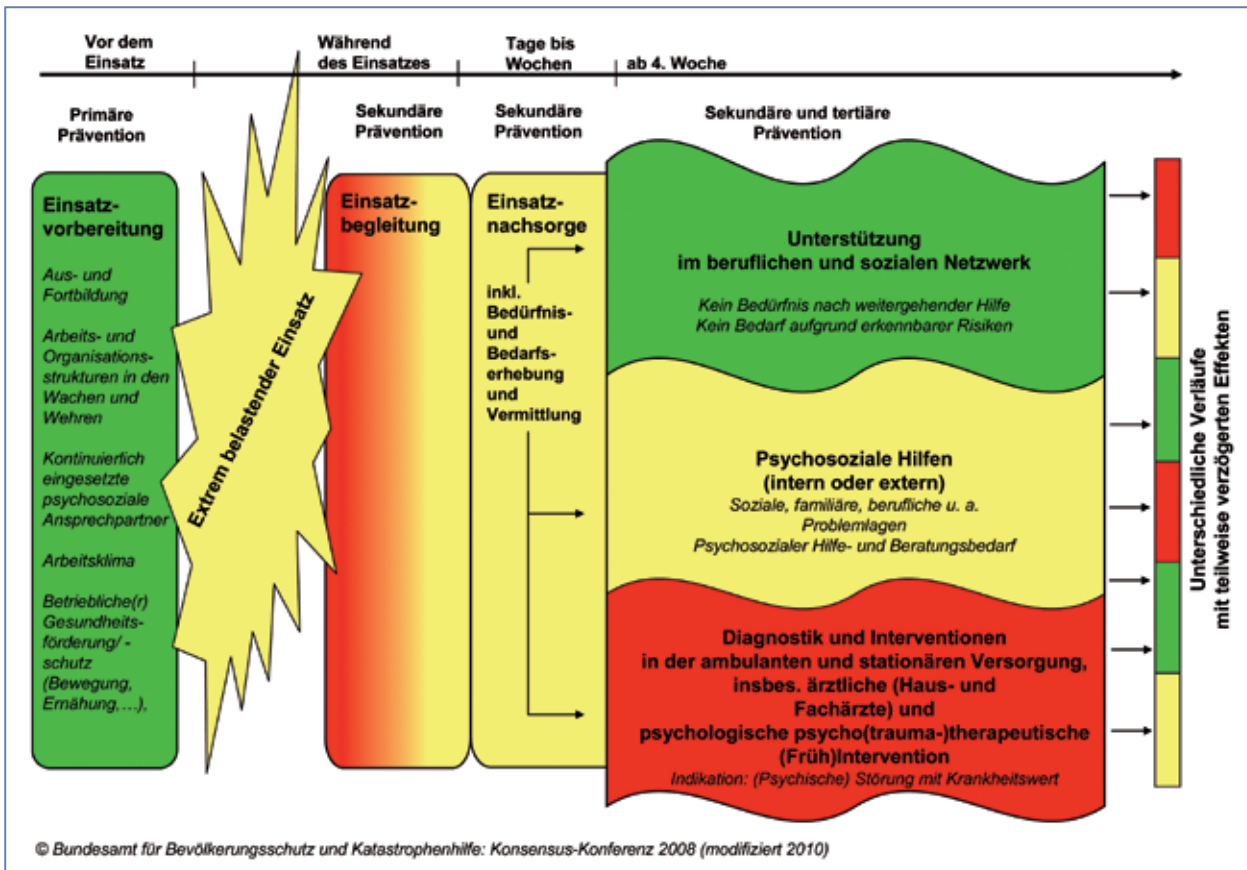 Vor dem
Einsatz
Während
des Einsatzes
Tage bis
Wochen
ab 4. Woche
Primäre
Prävention
Sekundäre
Prävention
Sekundäre
Prävention
Sekundäre und tertiäre
Prävention
Einsatz-
vorbereitung
Aus- und
Fortbildung
Arbeits- und
Organisations-
strukturen in den
Wachen und
Wehren
Kontinuierlich
eingesetzte
psychosoziale
Ansprechpartner
Arbeitsklima
Betriebliche(r)
Gesundheits-
förderung/ -
schutz
(Bewegung,
Ernähung,...),
Extrem belastender Einsatz
Einsatz-
begleitung
Einsatz-
nachsorge
inkl.
Bedürfnis-
und
Bedarfs-
erhebung
und
Vermittlung
Unterstützung
im beruflichen und sozialen Netzwerk
Kein Bedürfnis nach weitergehender Hilfe
Kein Bedarf aufgrund erkennbarer Risiken
Psychosoziale Hilfen
(intern oder extern)
Soziale, familiäre, berufliche u. a.
Problemlagen
Psychosozialer Hilfe- und Beratungsbedarf
Diagnostik und Interventionen
in der ambulanten und stationären Versorgung,
insbes. ärztliche (Haus- und
Fachärzte) und
psychologische psycho(trauma-)therapeutische
(Früh)Intervention
Indikation: (Psychische) Störung mit Krankheitswert
Unterschiedliche Verläufe
mit teilweise verzögerten Effekten
© Bundesamt für Bevölkerungsschutz und Katastrophenhilfe: Konsensus-Konferenz 2008 (modifiziert 2010)